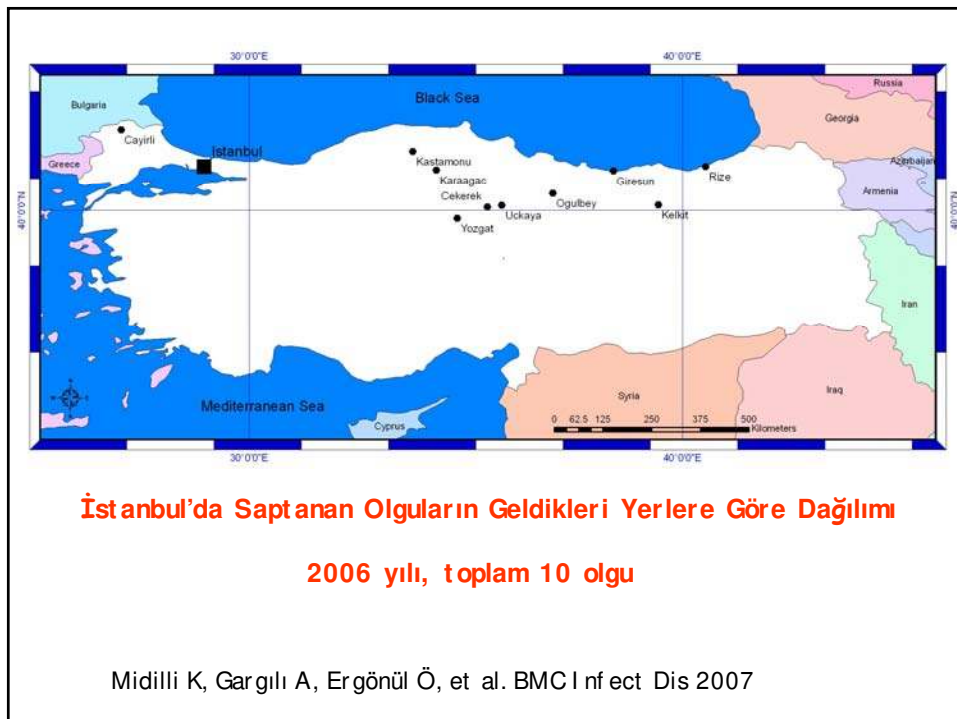 30°0'0"E 40°0'0"E
Russia
Black Sea
Bulgaria
Georgia
Cayirli
Istanbul
Kastamonu
Greece
Azerbaijan
Karaagac
Giresun
Rize
Armenia
Cekerek
Ogulbey
40°0'0"N
Uckaya
Kelkit
40°0'0"N
Yozgat
Iran
Syria
Iraq
Mediterranean Sea
0 62.5 125 250 375 500
Kilometers
Cyprus
30°0'0"E 40°0'0"E
İstanbul’da Saptanan Olguların Geldikleri Yerlere Göre Dağılımı
2006 yılı, toplam 10 olgu
Midilli K, Gargılı A, Ergönül Ö, et al. BMC Infect Dis 2007